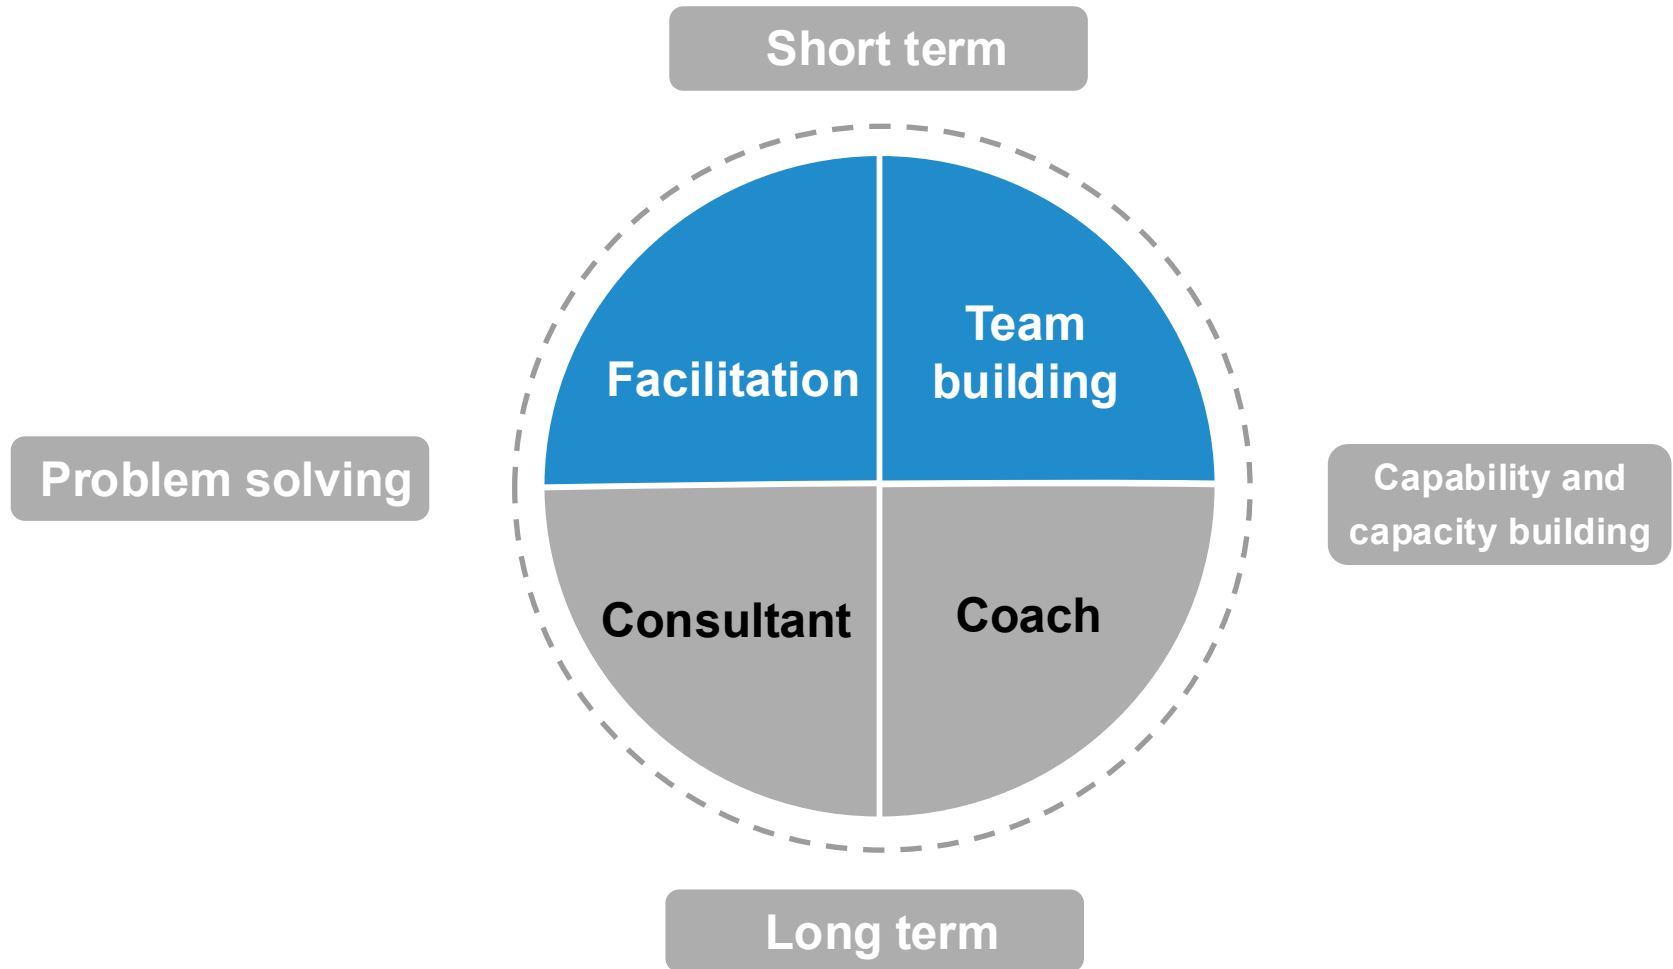 Short term
Team
building
Facilitation
Problem solving
Capability and
capacity building
Consultant
Coach
Long term